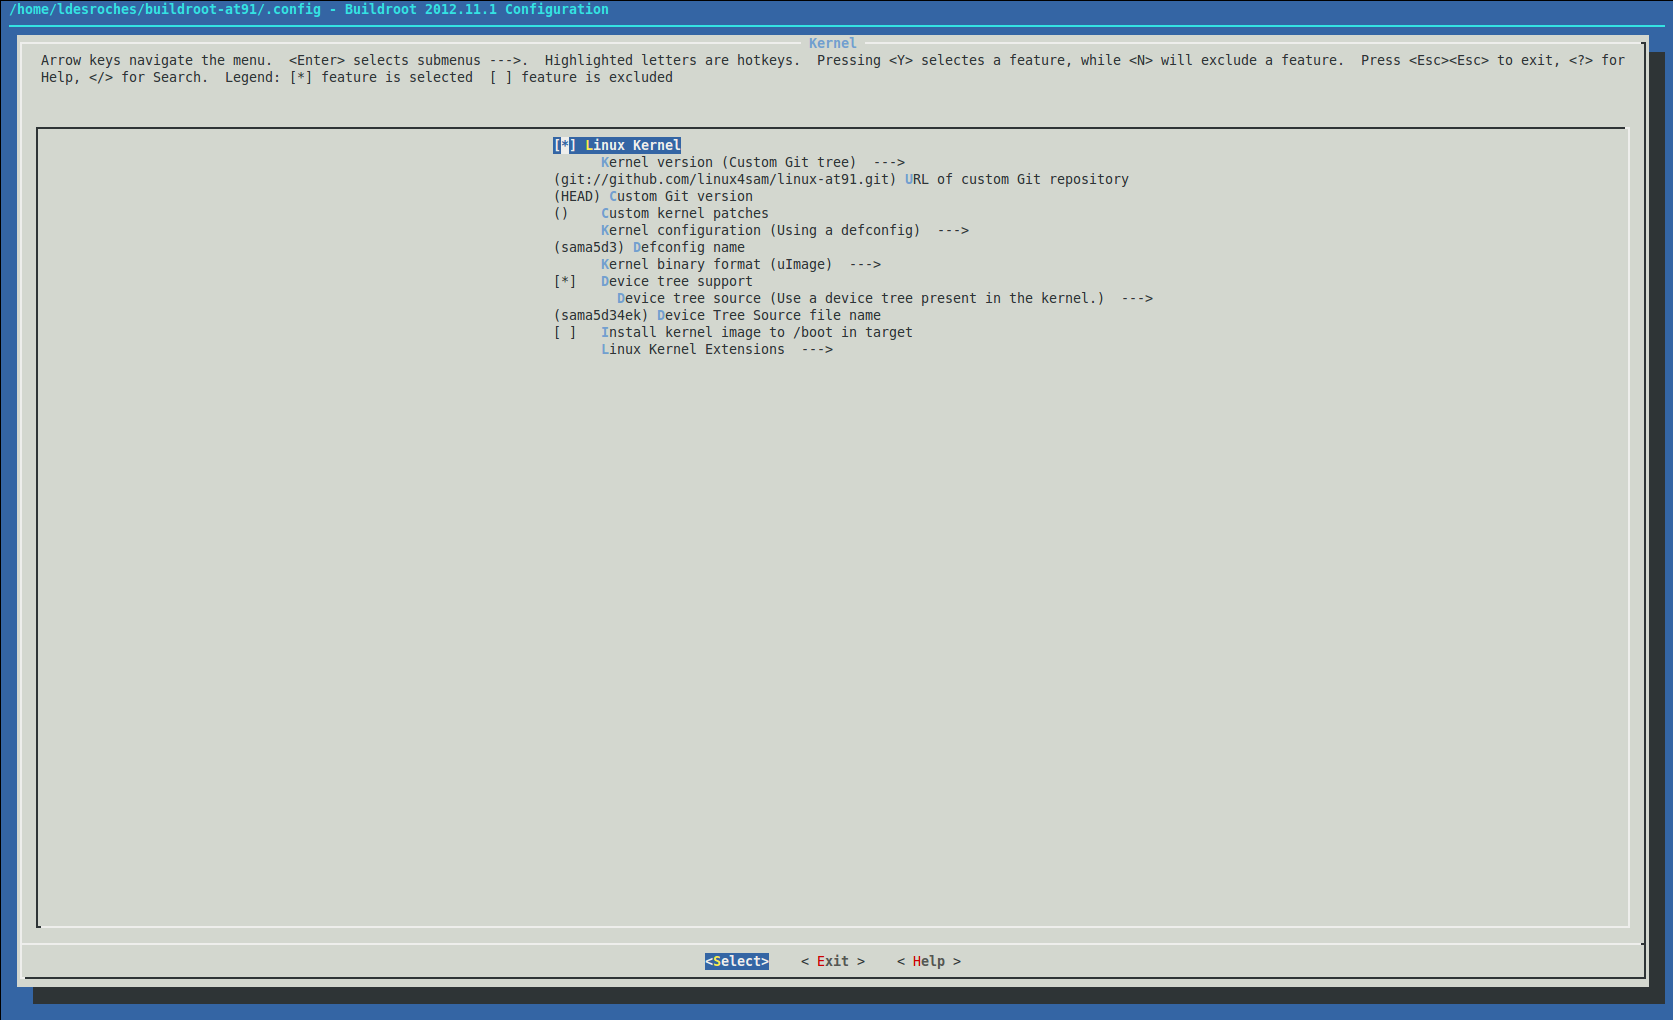 /home/ldesroches/buildroot-at91/.config - Buildroot 2012.11.1 Configuration
Kernel
Arrow keys navigate the menu.  <Enter> selects submenus --->.  Highlighted letters are hotkeys.  Pressing <Y> selectes a feature, while <N> will exclude a feature.  Press <Esc><Esc> to exit, <?> for
Help, </> for Search.  Legend: [*] feature is selected  [ ] feature is excluded
[*] Linux Kernel
Kernel version (Custom Git tree)  --->
(git://github.com/linux4sam/linux-at91.git) URL of custom Git repository
(HEAD) Custom Git version
()    Custom kernel patches
Kernel configuration (Using a defconfig)  --->
(sama5d3) Defconfig name
Kernel binary format (uImage)  --->
[*]   Device tree support
Device tree source (Use a device tree present in the kernel.)  --->
(sama5d34ek) Device Tree Source file name
[ ]   Install kernel image to /boot in target
Linux Kernel Extensions  --->
<Select>    < Exit >    < Help >